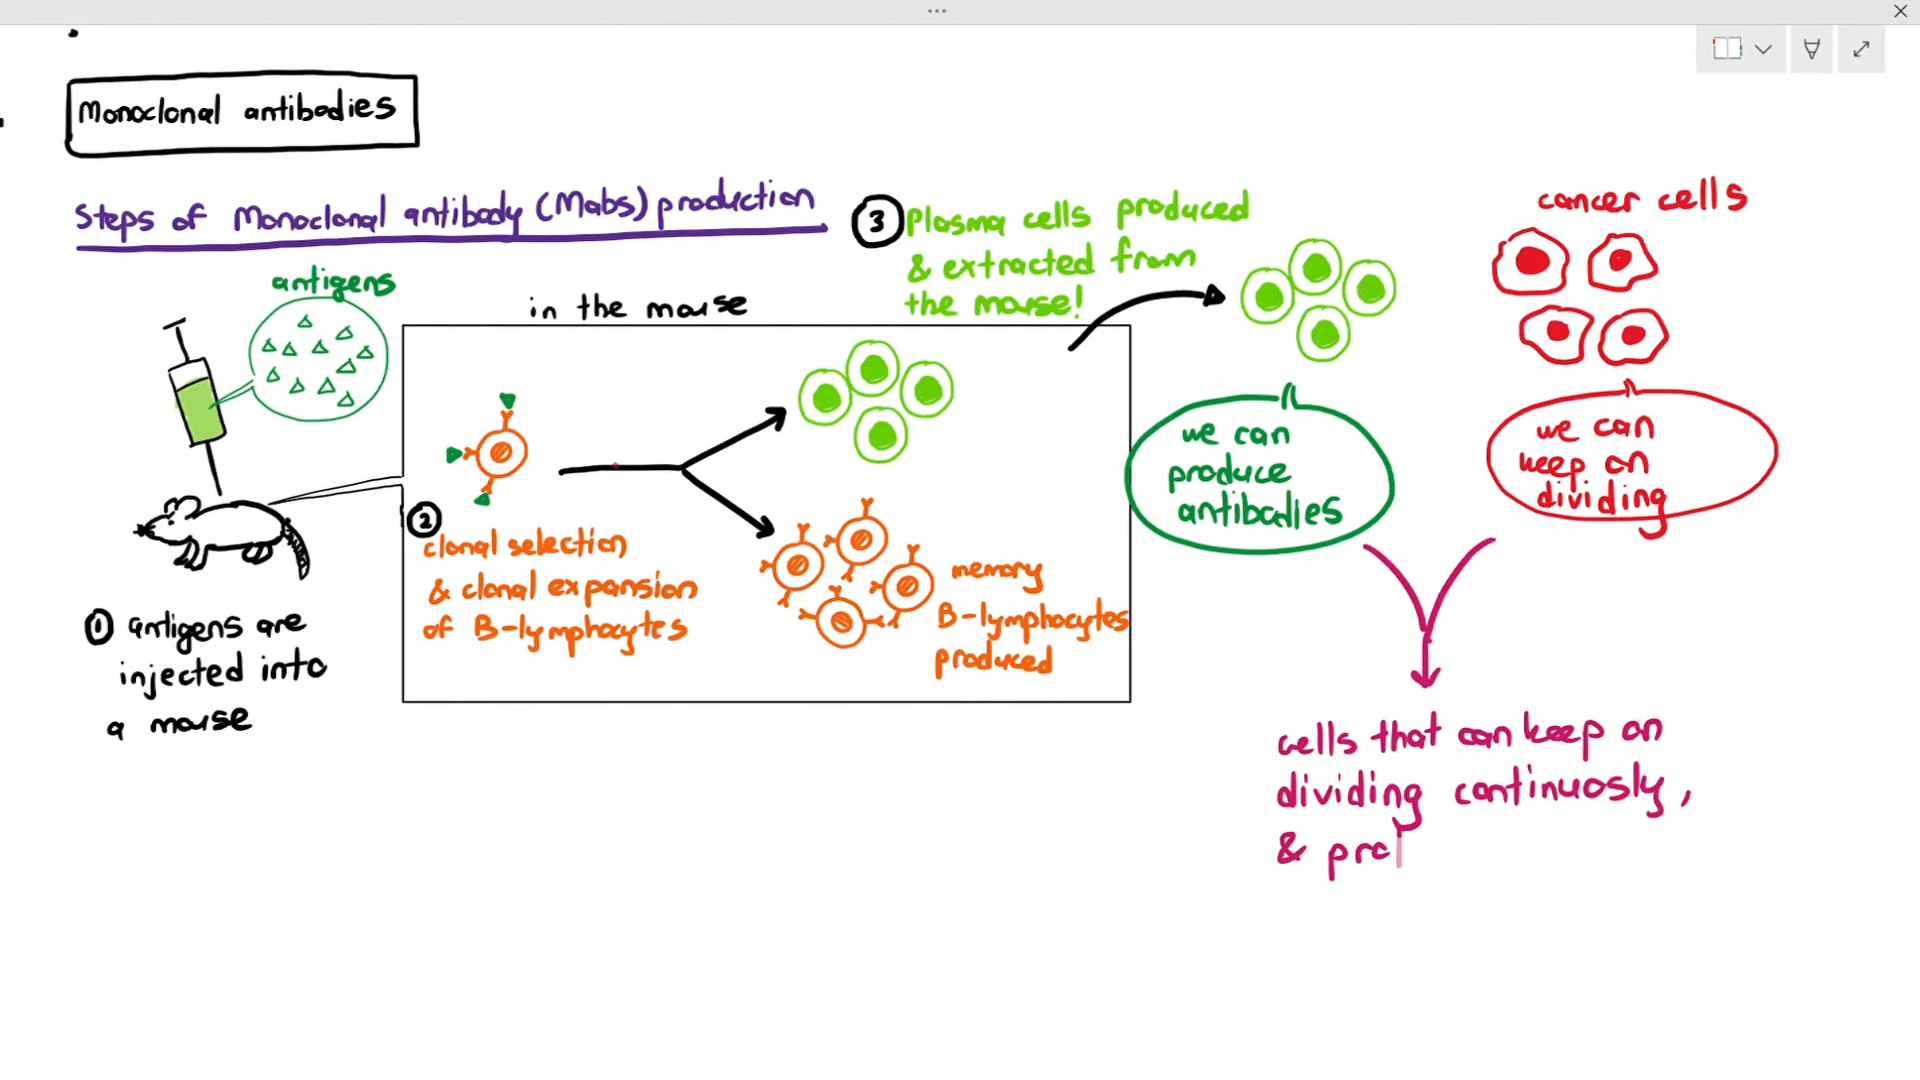 Monoclonal antibodies
Steps of Monoclonal antibody (Mabs) production
antigens
in the mouse
① antigens are
injected into
a mouse
②
clonal selection
& clonal expansion
of B-lymphocytes
memory
B-lymphocytes
produced
③ Plasma cells produced
& extracted from
the mouse!
we can
produce
antibodies
cancer cells
we can
keep on
dividing
cells that can keep on
dividing continuosly,
& pro